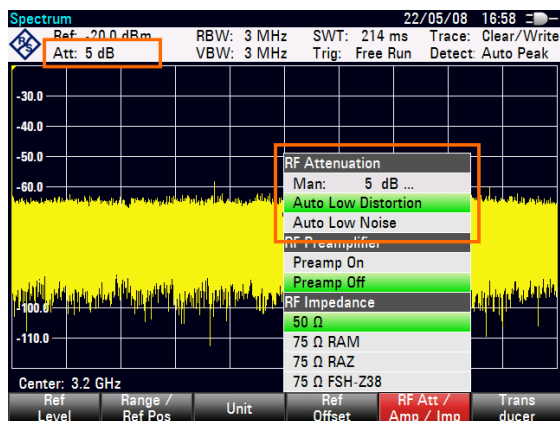 Spectrum 22/05/08 16:58
Ref: -20.0 dBm RBW: 3 MHz SWT: 214 ms Trace: Clear/Write
Att: 5 dB VBW: 3 MHz Trig: Free Run Detect: Auto Peak
-30.0
-40.0
-50.0
-60.0
-100.0
-110.0
RF Attenuation
Man: 5 dB ...
Auto Low Distortion
Auto Low Noise
RF Preamplifier
Preamp On
Preamp Off
RF Impedance
50 Ω
75 Ω RAM
75 Ω RAZ
75 Ω FSH-Z38
Center: 3.2 GHz
Ref Level Range / Ref Pos Unit Ref Offset RF Att / Amp / Imp Trans ducer